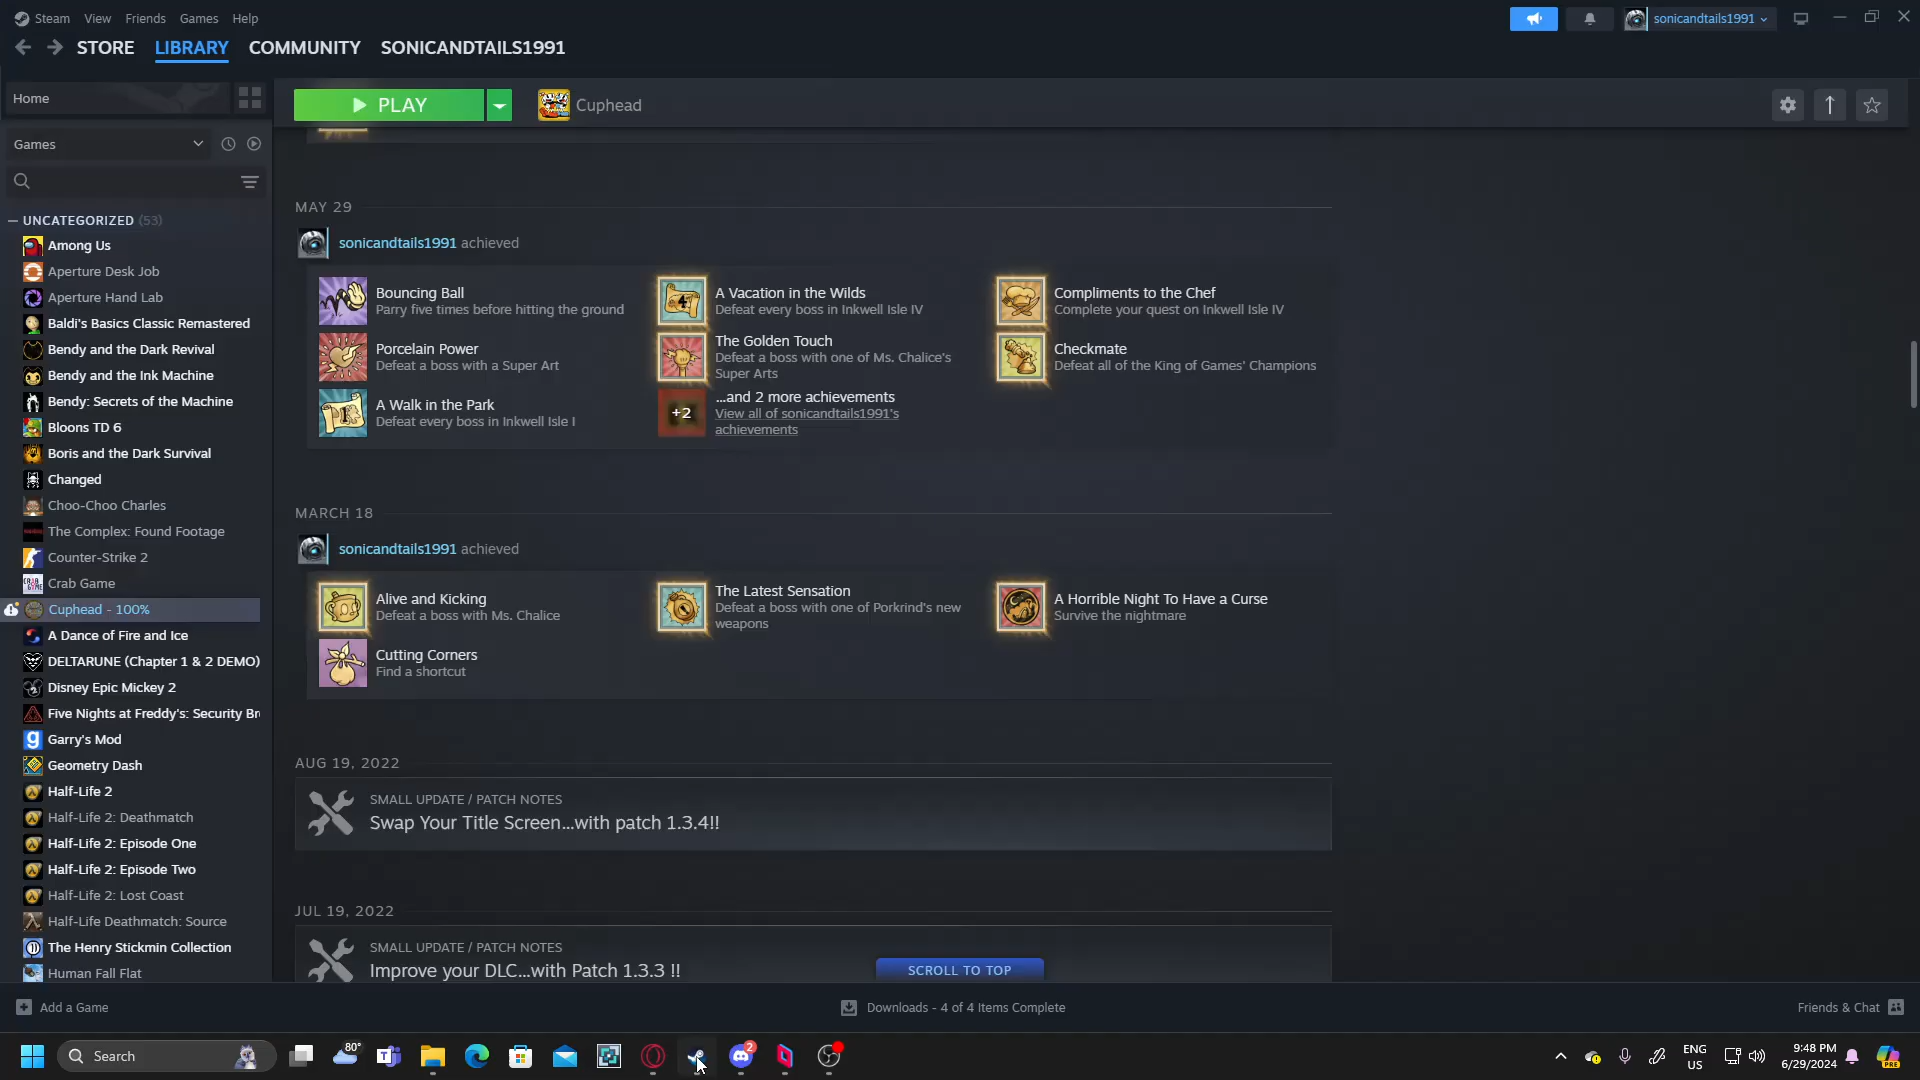 Steam View Friends Games Help
sonicandtails1991
STORE LIBRARY COMMUNITY SONICANDTAILS1991
Home
PLAY Cuphead
Games
UNCATEGORIZED (53)
Among Us
Aperture Desk Job
Aperture Hand Lab
Baldi's Basics Classic Remastered
Bendy and the Dark Revival
Bendy and the Ink Machine
Bendy: Secrets of the Machine
Bloons TD 6
Boris and the Dark Survival
Changed
Choo-Choo Charles
The Complex: Found Footage
Counter-Strike 2
Crab Game
Cuphead - 100%
A Dance of Fire and Ice
DELTARUNE (Chapter 1 & 2 DEMO)
Disney Epic Mickey 2
Five Nights at Freddy's: Security Br
Garry's Mod
Geometry Dash
Half-Life 2
Half-Life 2: Deathmatch
Half-Life 2: Episode One
Half-Life 2: Episode Two
Half-Life 2: Lost Coast
Half-Life Deathmatch: Source
The Henry Stickmin Collection
Human Fall Flat
MAY 29
sonicandtails1991 achieved
Bouncing Ball
Parry five times before hitting the ground
A Vacation in the Wilds
Defeat every boss in Inkwell Isle IV
Compliments to the Chef
Complete your quest on Inkwell Isle IV
Porcelain Power
Defeat a boss with a Super Art
The Golden Touch
Defeat a boss with one of Ms. Chalice's
Super Arts
Checkmate
Defeat all of the King of Games' Champions
A Walk in the Park
Defeat every boss in Inkwell Isle I
+2
...and 2 more achievements
View all of sonicandtails1991's
achievements
MARCH 18
sonicandtails1991 achieved
Alive and Kicking
Defeat a boss with Ms. Chalice
The Latest Sensation
Defeat a boss with one of Porkrind's new
weapons
A Horrible Night To Have a Curse
Survive the nightmare
Cutting Corners
Find a shortcut
AUG 19, 2022
SMALL UPDATE / PATCH NOTES
Swap Your Title Screen...with patch 1.3.4!!
JUL 19, 2022
SMALL UPDATE / PATCH NOTES
Improve your DLC...with Patch 1.3.3 !!
SCROLL TO TOP
Add a Game
Downloads - 4 of 4 Items Complete
Friends & Chat
Search
80°
2
ENG
US
9:48 PM
6/29/2024
PRE